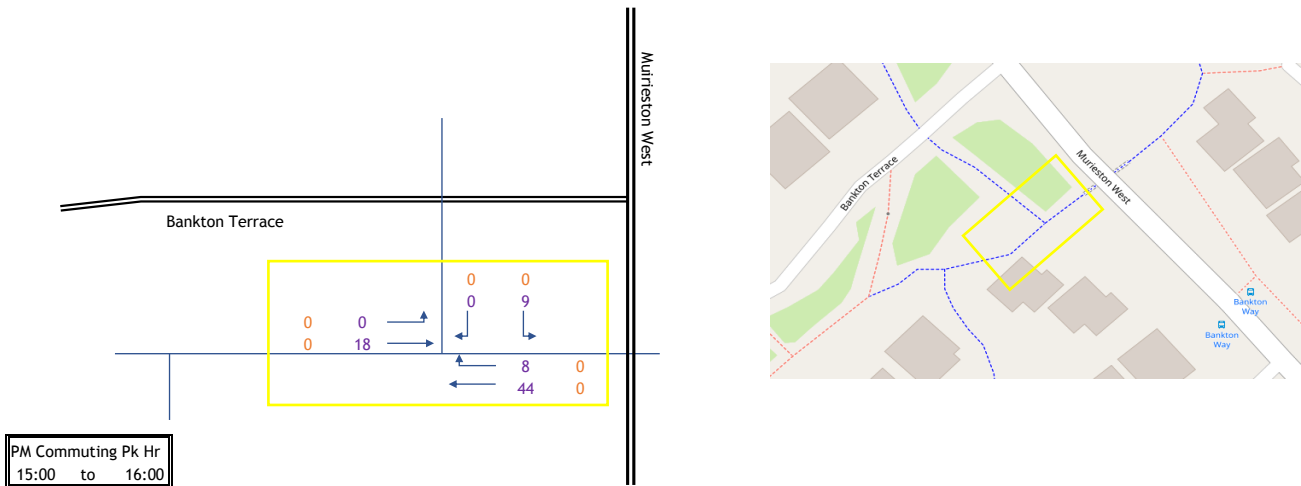 Muirieston West
Bankton Terrace
0 0
0 9
0 0
0 18
8 0
44 0
PM Commuting Pk Hr
15:00 to 16:00
Bankton Terrace
Murieston West
Bankton
Way
Bankton
Way